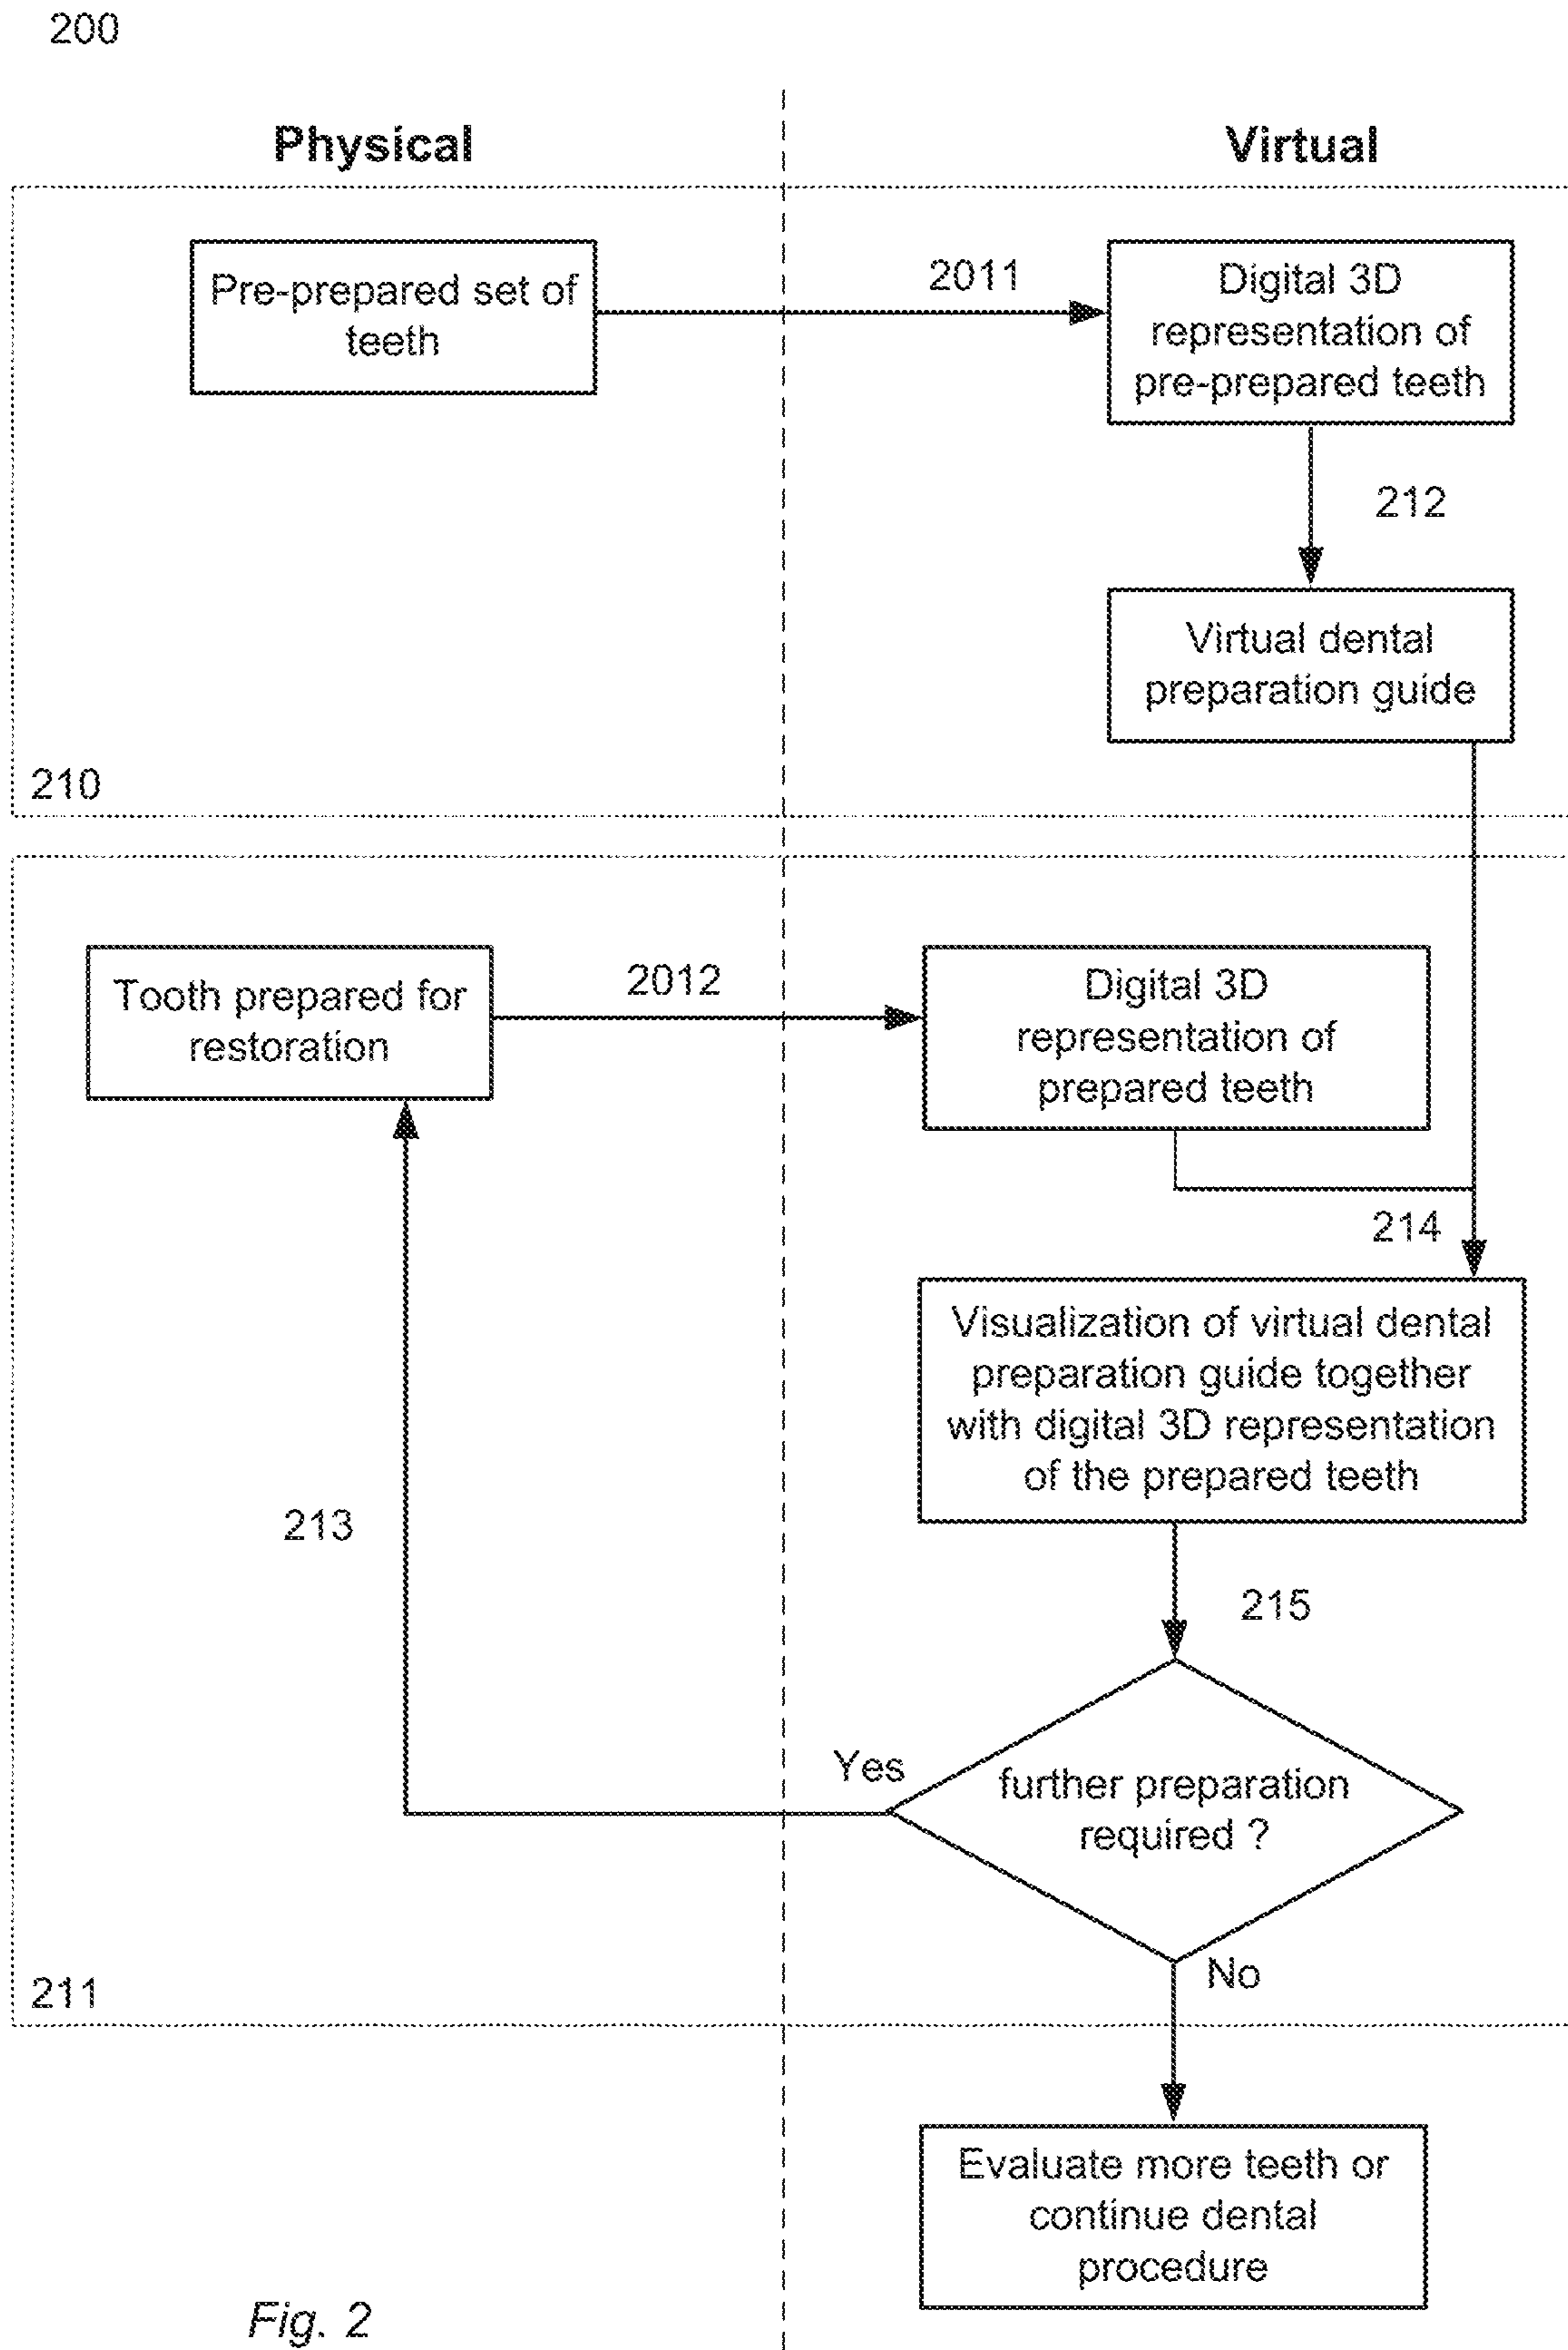 200
Physical
Virtual
Pre-prepared set of
teeth
2011
Digital 3D
representation of
pre-prepared teeth
212
Virtual dental
preparation guide
210
Tooth prepared for
restoration
2012
Digital 3D
representation of
prepared teeth
214
Visualization of virtual dental
preparation guide together
with digital 3D representation
of the prepared teeth
213
215
Yes
further preparation
required ?
No
211
Evaluate more teeth or
continue dental
procedure
Fig. 2